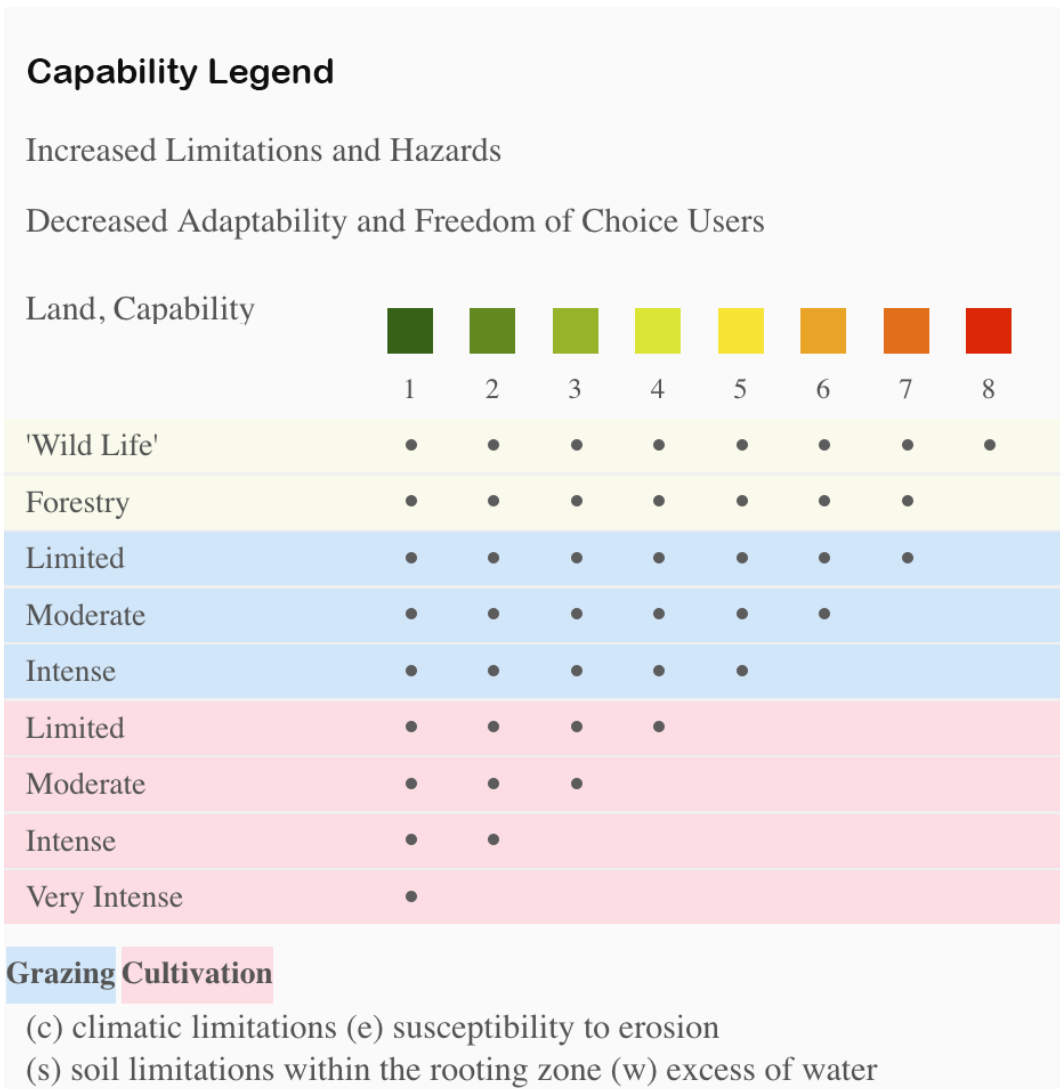 Capability Legend
Increased Limitations and Hazards
Decreased Adaptability and Freedom of Choice Users
Land, Capability
1 2 3 4 5 6 7 8
'Wild Life' • • • • • • • •
Forestry • • • • • • •
Limited • • • • • • •
Moderate • • • • • •
Intense • • • • •
Limited • • • •
Moderate • • •
Intense • •
Very Intense •
Grazing Cultivation
(c) climatic limitations (e) susceptibility to erosion
(s) soil limitations within the rooting zone (w) excess of water